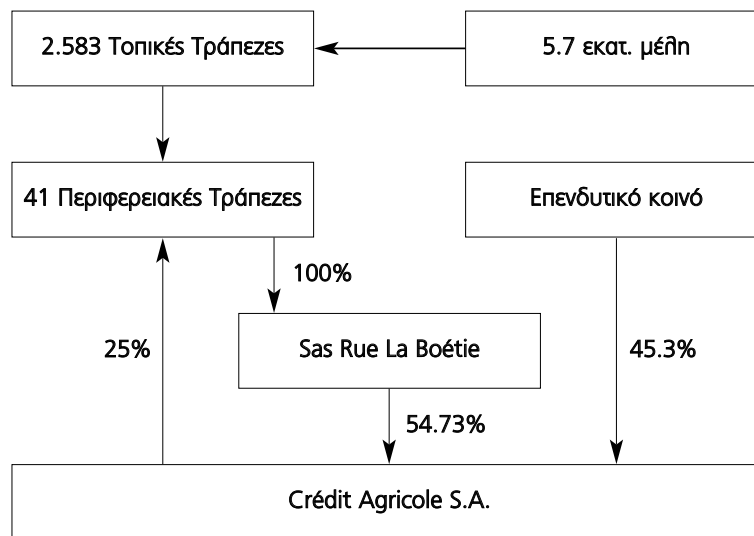 2.583 Τοπικές Τράπεζες
5.7 εκατ. μέλη
41 Περιφερειακές Τράπεζες
Επενδυτικό κοινό
100%
25%
Sas Rue La Boétie
45.3%
54.73%
Crédit Agricole S.A.